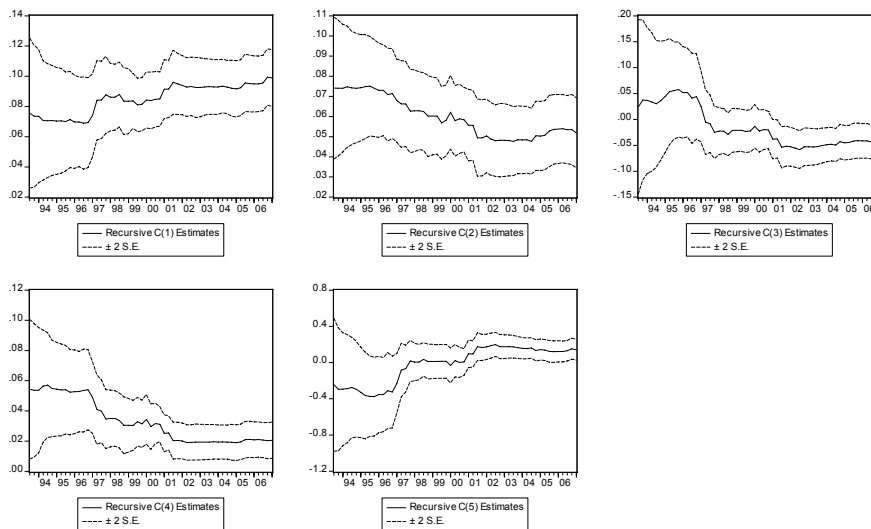 .14
.12
.10
.08
.06
.04
.02
94 95 96 97 98 99 00 01 02 03 04 05 06
Recursive C(1) Estimates
± 2 S.E.
.11
.10
.09
.08
.07
.06
.05
.04
.03
.02
94 95 96 97 98 99 00 01 02 03 04 05 06
Recursive C(2) Estimates
± 2 S.E.
.20
.15
.10
.05
.00
-.05
-.10
-.15
94 95 96 97 98 99 00 01 02 03 04 05 06
Recursive C(3) Estimates
± 2 S.E.
.12
.10
.08
.06
.04
.02
.00
94 95 96 97 98 99 00 01 02 03 04 05 06
Recursive C(4) Estimates
± 2 S.E.
0.8
0.4
0.0
-0.4
-0.8
-1.2
94 95 96 97 98 99 00 01 02 03 04 05 06
Recursive C(5) Estimates
± 2 S.E.